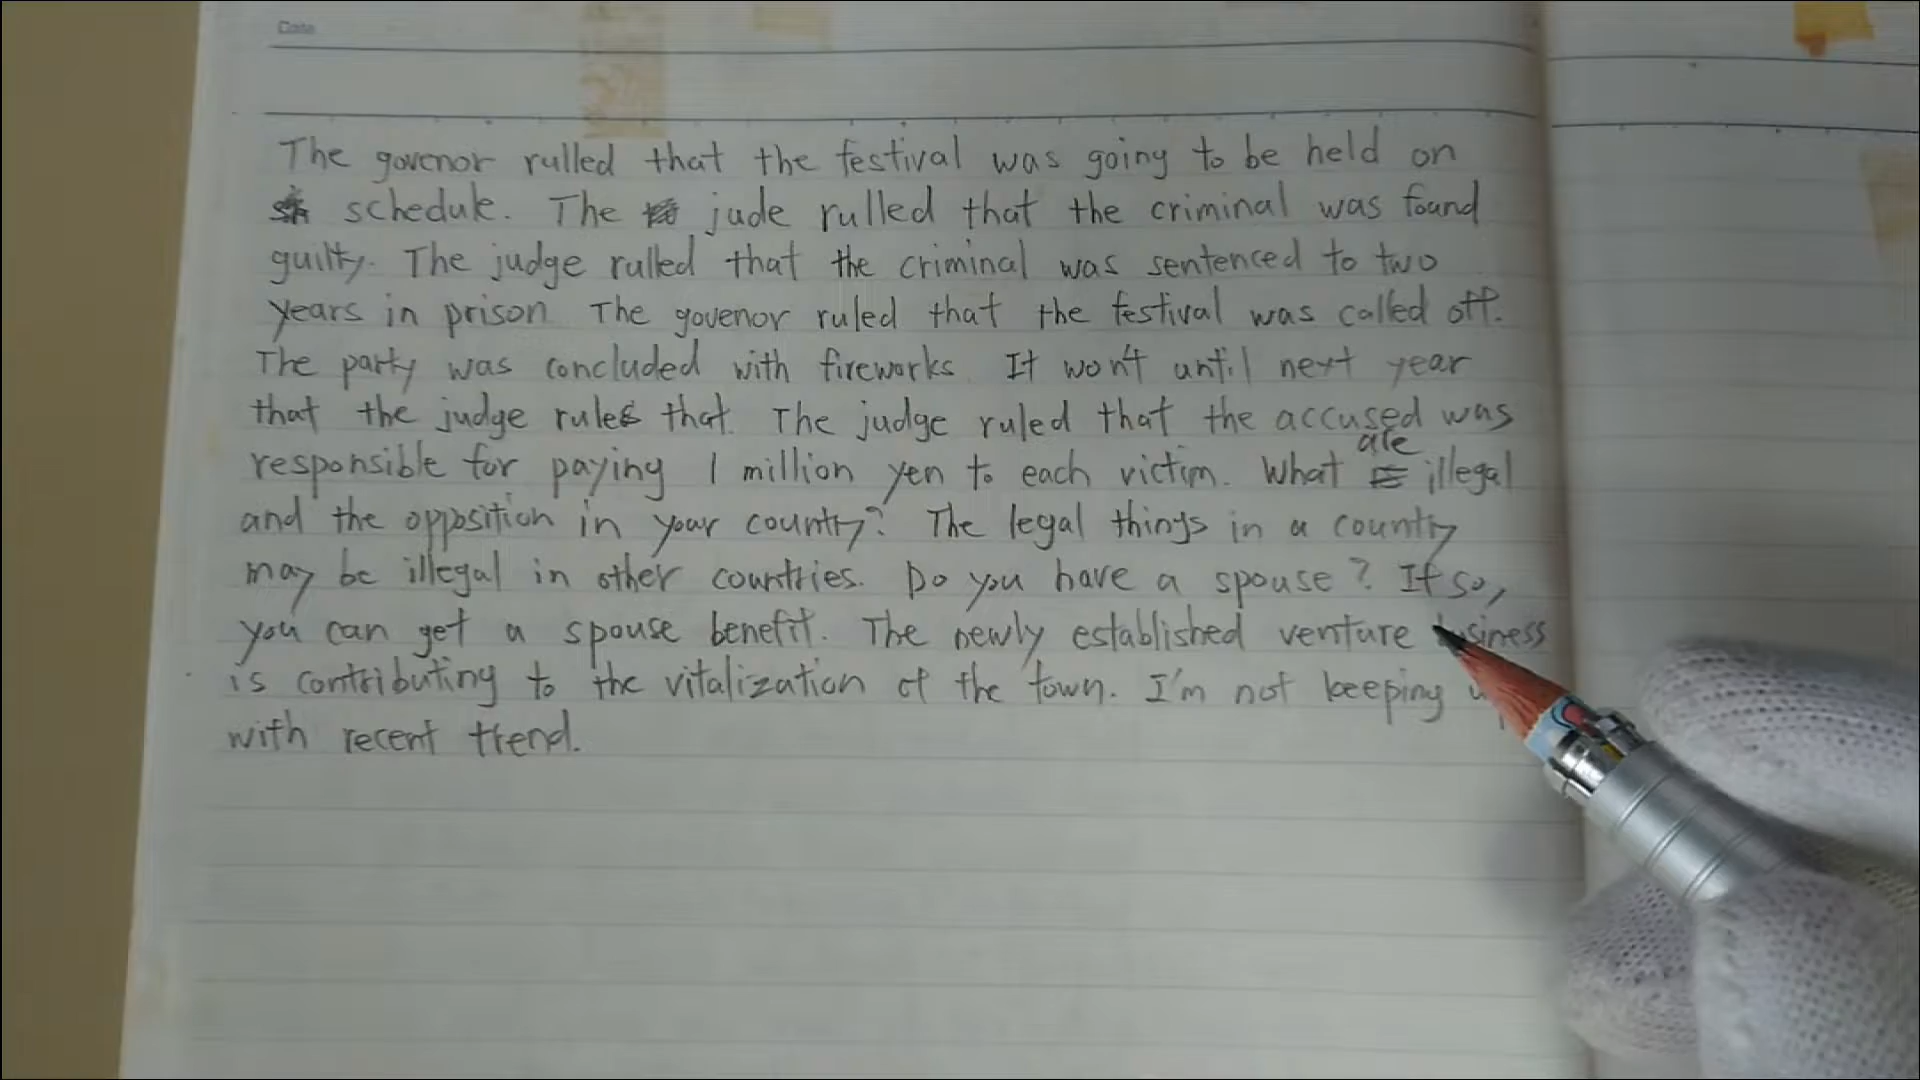 Date
The govenor rulled that the festival was going to be held on
schedule. The jude rulled that the criminal was found
guilty. The judge rulled that the criminal was sentenced to two
years in prison. The govenor ruled that the festival was called off.
The party was concluded with fireworks. It won't until next year
that the judge rules that. The judge ruled that the accused was
responsible for paying 1 million yen to each victim. What are illegal
and the opposition in your country? The legal things in a country
may be illegal in other countries. Do you have a spouse? If so,
you can get a spouse benefit. The newly established venture business
is contributing to the vitalization of the town. I'm not keeping
with recent trend.